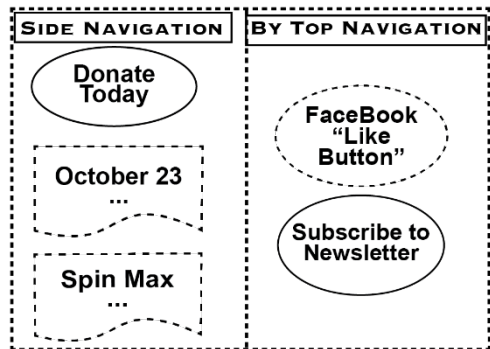 SIDE NAVIGATION
Donate
Today
October 23
...
Spin Max
...
BY TOP NAVIGATION
FaceBook
“Like
Button”
Subscribe to
Newsletter